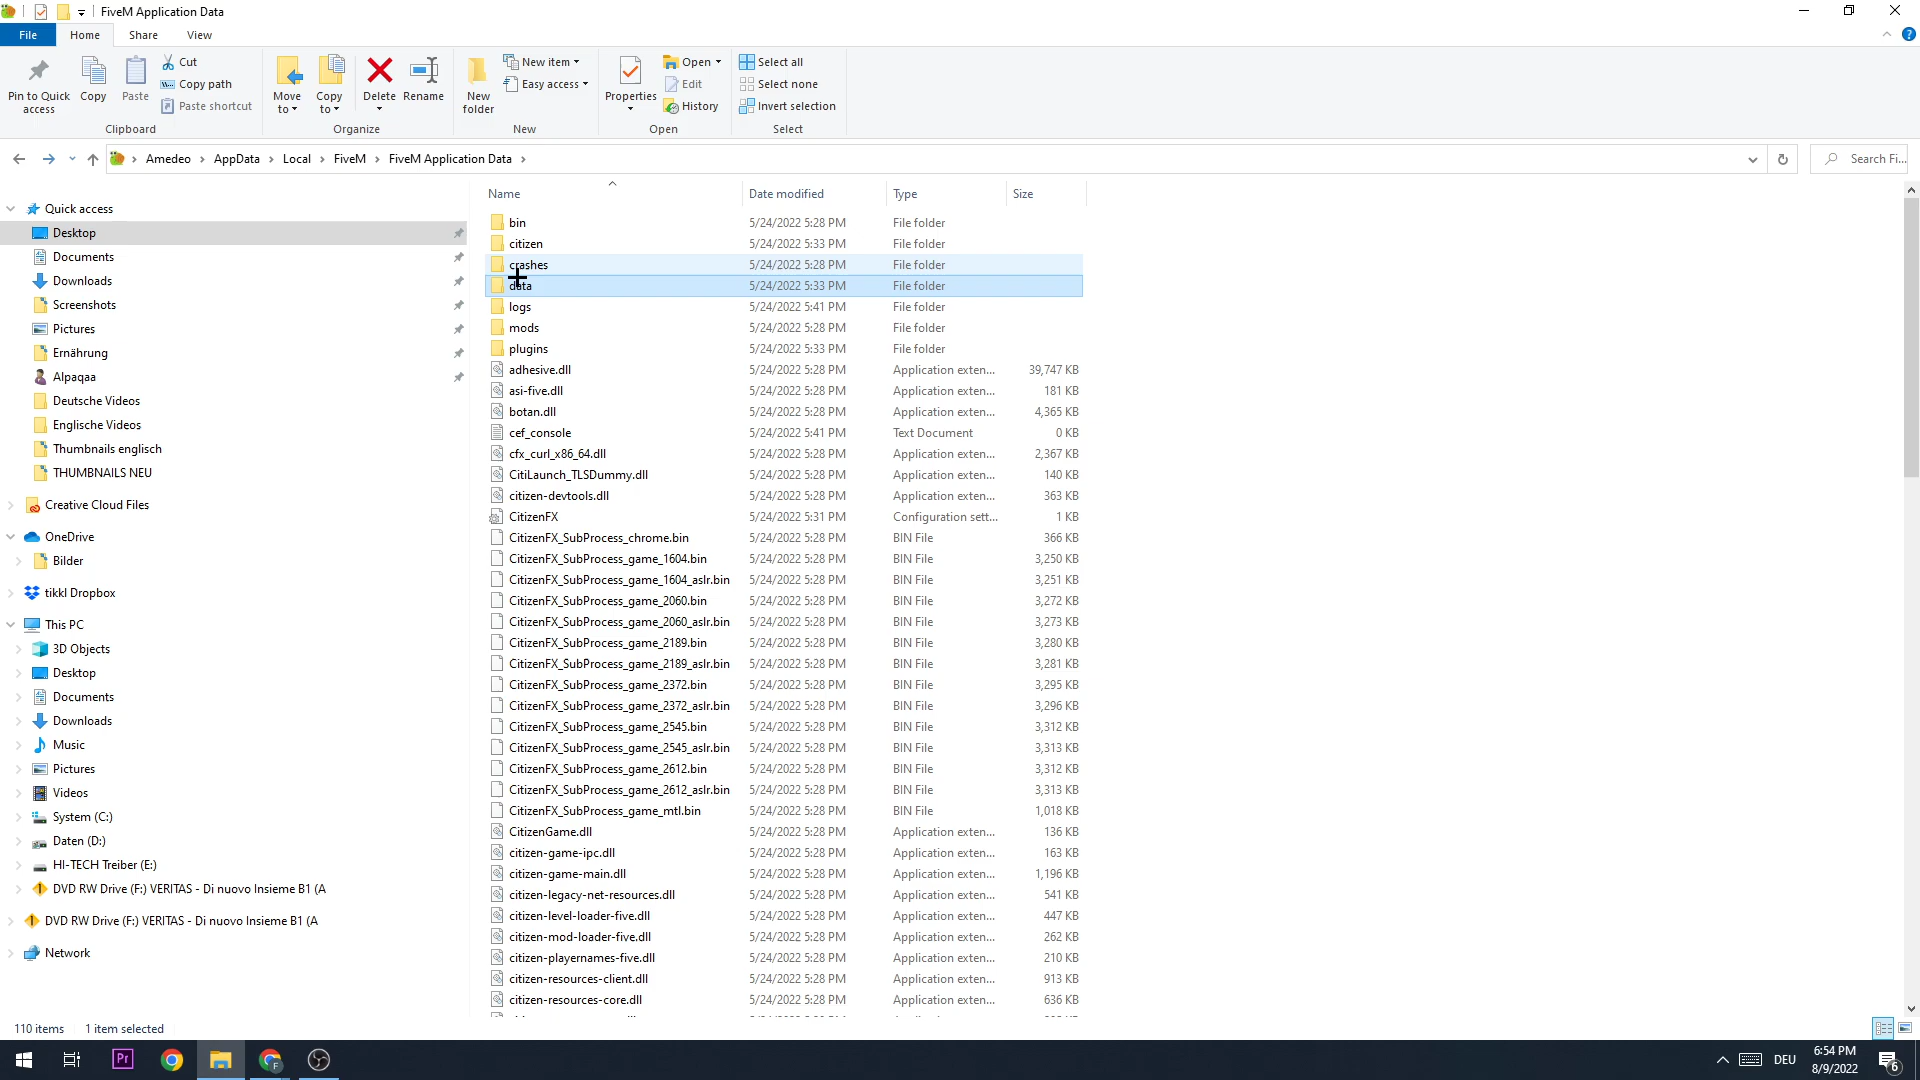 FiveM Application Data
File Home Share View
Pin to Quick access
Copy
Paste
Cut
Copy path
Paste shortcut
Clipboard
Move to
Copy to
Delete
Rename
Organize
New folder
New item
Easy access
New
Properties
Open
Edit
History
Open
Select all
Select none
Invert selection
Select
Amedeo > AppData > Local > FiveM > FiveM Application Data >
Search Fi...
Quick access
Desktop
Documents
Downloads
Screenshots
Pictures
Ernährung
Alpaqaa
Deutsche Videos
Englische Videos
Thumbnails englisch
THUMBNAILS NEU
Creative Cloud Files
OneDrive
Bilder
tikkl Dropbox
This PC
3D Objects
Desktop
Documents
Downloads
Music
Pictures
Videos
System (C:)
Daten (D:)
HI-TECH Treiber (E:)
DVD RW Drive (F:) VERITAS - Di nuovo Insieme B1 (A
DVD RW Drive (F:) VERITAS - Di nuovo Insieme B1 (A
Network
Name Date modified Type Size
bin 5/24/2022 5:28 PM File folder
citizen 5/24/2022 5:33 PM File folder
crashes 5/24/2022 5:28 PM File folder
data 5/24/2022 5:33 PM File folder
logs 5/24/2022 5:41 PM File folder
mods 5/24/2022 5:28 PM File folder
plugins 5/24/2022 5:33 PM File folder
adhesive.dll 5/24/2022 5:28 PM Application exten... 39,747 KB
asi-five.dll 5/24/2022 5:28 PM Application exten... 181 KB
botan.dll 5/24/2022 5:28 PM Application exten... 4,365 KB
cef_console 5/24/2022 5:41 PM Text Document 0 KB
cfx_curl_x86_64.dll 5/24/2022 5:28 PM Application exten... 2,367 KB
CitiLaunch_TLSDummy.dll 5/24/2022 5:28 PM Application exten... 140 KB
citizen-devtools.dll 5/24/2022 5:28 PM Application exten... 363 KB
CitizenFX 5/24/2022 5:31 PM Configuration sett... 1 KB
CitizenFX_SubProcess_chrome.bin 5/24/2022 5:28 PM BIN File 366 KB
CitizenFX_SubProcess_game_1604.bin 5/24/2022 5:28 PM BIN File 3,250 KB
CitizenFX_SubProcess_game_1604_aslr.bin 5/24/2022 5:28 PM BIN File 3,251 KB
CitizenFX_SubProcess_game_2060.bin 5/24/2022 5:28 PM BIN File 3,272 KB
CitizenFX_SubProcess_game_2060_aslr.bin 5/24/2022 5:28 PM BIN File 3,273 KB
CitizenFX_SubProcess_game_2189.bin 5/24/2022 5:28 PM BIN File 3,280 KB
CitizenFX_SubProcess_game_2189_aslr.bin 5/24/2022 5:28 PM BIN File 3,281 KB
CitizenFX_SubProcess_game_2372.bin 5/24/2022 5:28 PM BIN File 3,295 KB
CitizenFX_SubProcess_game_2372_aslr.bin 5/24/2022 5:28 PM BIN File 3,296 KB
CitizenFX_SubProcess_game_2545.bin 5/24/2022 5:28 PM BIN File 3,312 KB
CitizenFX_SubProcess_game_2545_aslr.bin 5/24/2022 5:28 PM BIN File 3,313 KB
CitizenFX_SubProcess_game_2612.bin 5/24/2022 5:28 PM BIN File 3,312 KB
CitizenFX_SubProcess_game_2612_aslr.bin 5/24/2022 5:28 PM BIN File 3,313 KB
CitizenFX_SubProcess_game_mtl.bin 5/24/2022 5:28 PM BIN File 1,018 KB
CitizenGame.dll 5/24/2022 5:28 PM Application exten... 136 KB
citizen-game-ipc.dll 5/24/2022 5:28 PM Application exten... 163 KB
citizen-game-main.dll 5/24/2022 5:28 PM Application exten... 1,196 KB
citizen-legacy-net-resources.dll 5/24/2022 5:28 PM Application exten... 541 KB
citizen-level-loader-five.dll 5/24/2022 5:28 PM Application exten... 447 KB
citizen-mod-loader-five.dll 5/24/2022 5:28 PM Application exten... 262 KB
citizen-playernames-five.dll 5/24/2022 5:28 PM Application exten... 210 KB
citizen-resources-client.dll 5/24/2022 5:28 PM Application exten... 913 KB
citizen-resources-core.dll 5/24/2022 5:28 PM Application exten... 636 KB
110 items 1 item selected
Pr
F
DEU
6:54 PM
8/9/2022
6